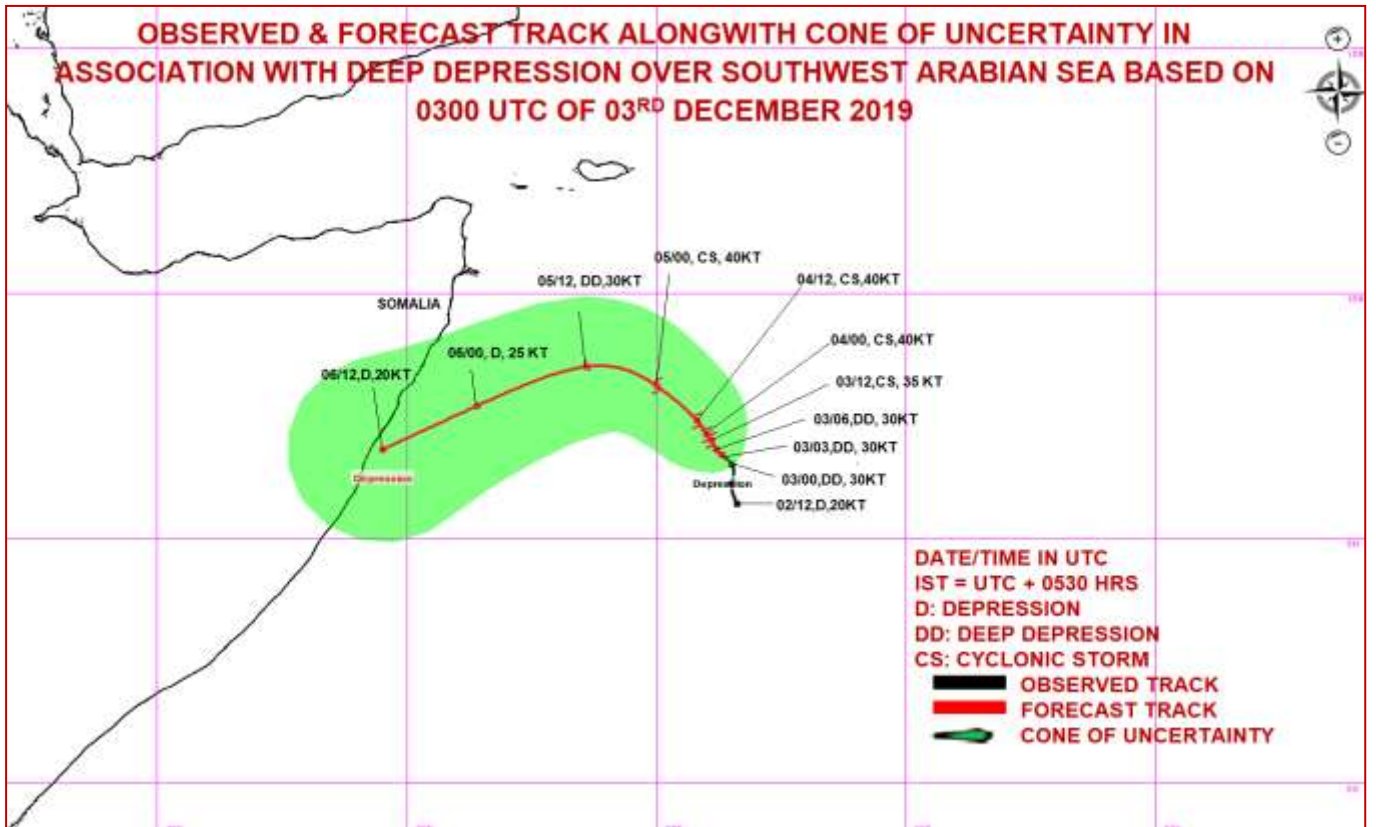 OBSERVED & FORECAST TRACK ALONGWITH CONE OF UNCERTAINTY IN
ASSOCIATION WITH DEEP DEPRESSION OVER SOUTHWEST ARABIAN SEA BASED ON
0300 UTC OF 03RD DECEMBER 2019
05/00, CS, 40KT
05/12, DD,30KT
04/12, CS,40KT
SOMALIA
04/00, CS,40KT
06/00, D, 25 KT
06/12,D,20KT
03/12,CS, 35 KT
03/06,DD, 30KT
03/03,DD, 30KT
Depression
Depression
03/00,DD, 30KT
02/12,D,20KT
DATE/TIME IN UTC
IST = UTC + 0530 HRS
D: DEPRESSION
DD: DEEP DEPRESSION
CS: CYCLONIC STORM
OBSERVED TRACK
FORECAST TRACK
CONE OF UNCERTAINTY